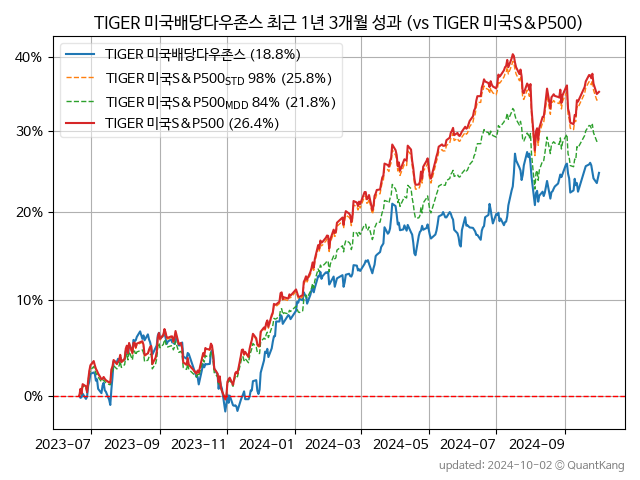 TIGER 미국배당다우존스 최근 1년 3개월 성과 (vs TIGER 미국S&P500)
TIGER 미국배당다우존스 (18.8%)
TIGER 미국S&P500STD 98% (25.8%)
TIGER 미국S&P500MDD 84% (21.8%)
TIGER 미국S&P500 (26.4%)
40%
30%
20%
10%
0%
2023-07 2023-09 2023-11 2024-01 2024-03 2024-05 2024-07 2024-09
updated: 2024-10-02 © QuantKang